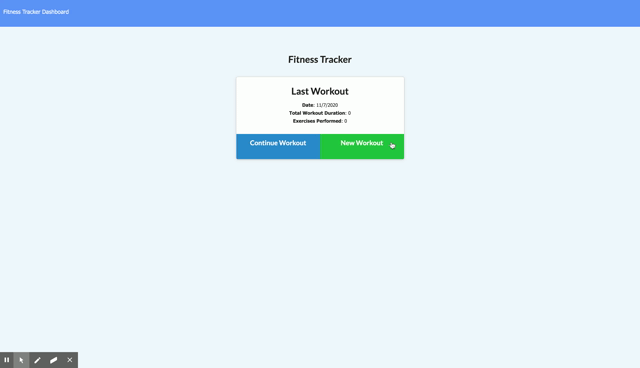 Fitness Tracker Dashboard
Fitness Tracker
Last Workout
Date: 11/7/2020
Total Workout Duration: 0
Exercises Performed: 0
Continue Workout New Workout